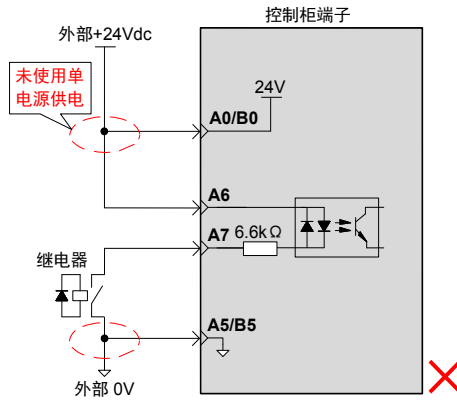 控制柜端子
外部+24Vdc
未使用单
电源供电
24V
A0/B0
A6
A7
6.6kΩ
继电器
A5/B5
外部 0V